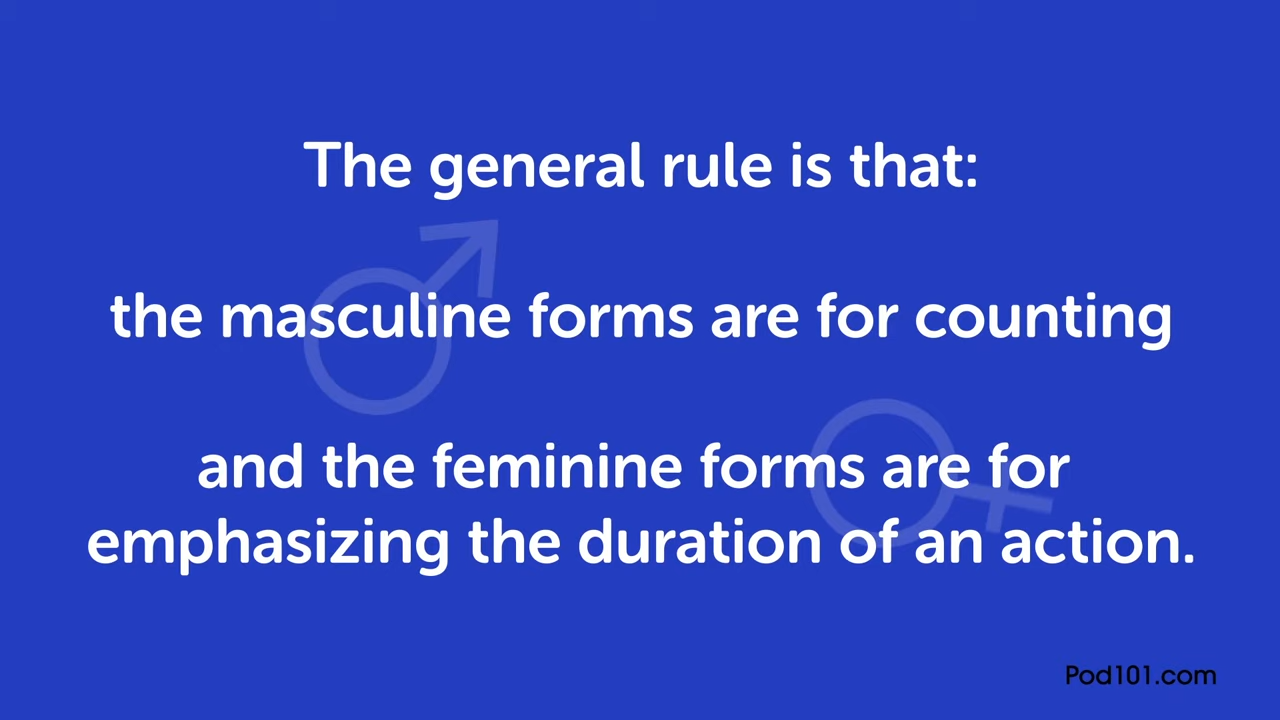 The general rule is that:
the masculine forms are for counting
and the feminine forms are for
emphasizing the duration of an action.
Pod101.com